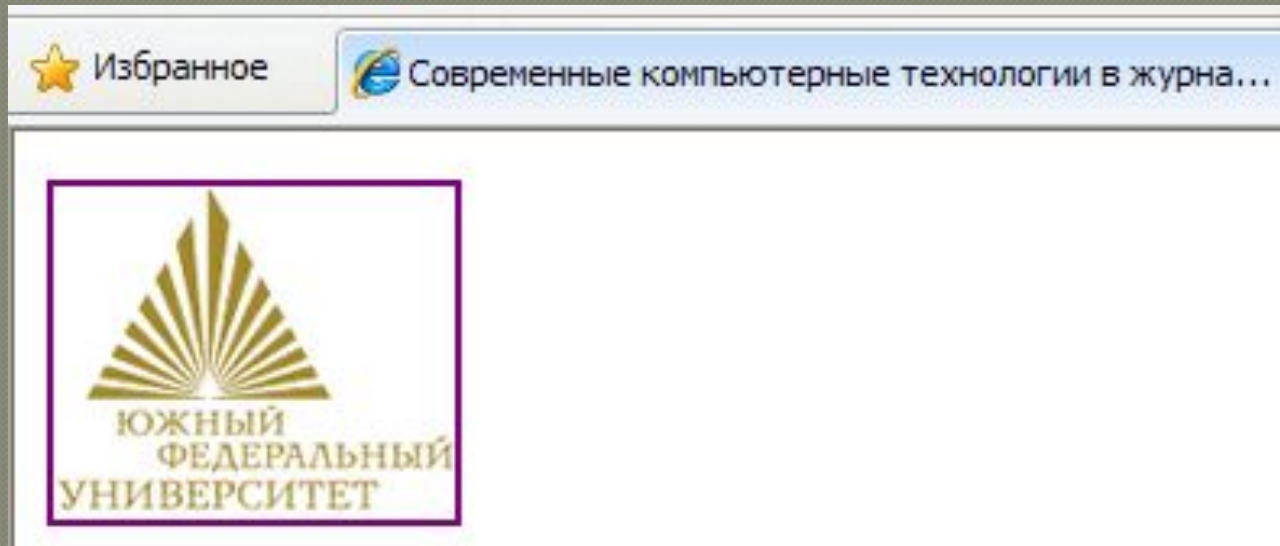 Избранное
Современные компьютерные технологии в журна...
ЮЖНЫЙ
ФЕДЕРАЛЬНЫЙ
УНИВЕРСИТЕТ